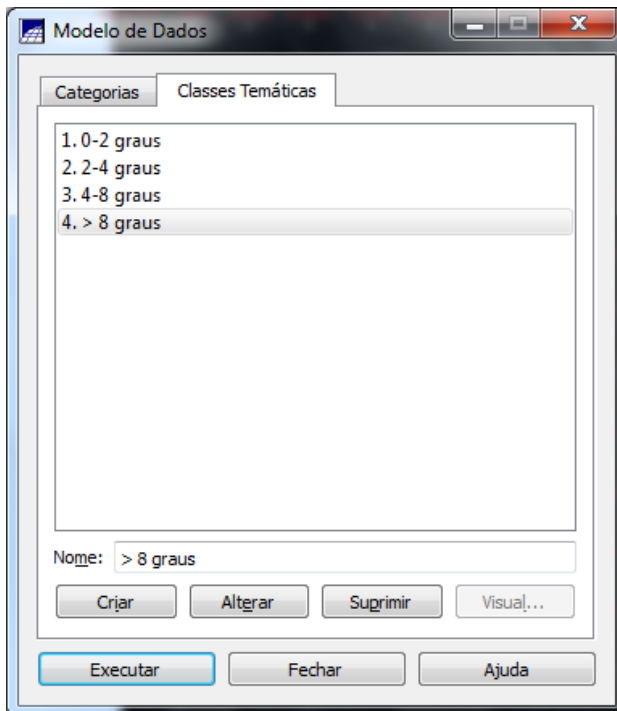 Modelo de Dados
Categorias Classes Temáticas
1. 0-2 graus
2. 2-4 graus
3. 4-8 graus
4. > 8 graus
Nome: > 8 graus
Criar Alterar Suprimir Visual...
Executar Fechar Ajuda